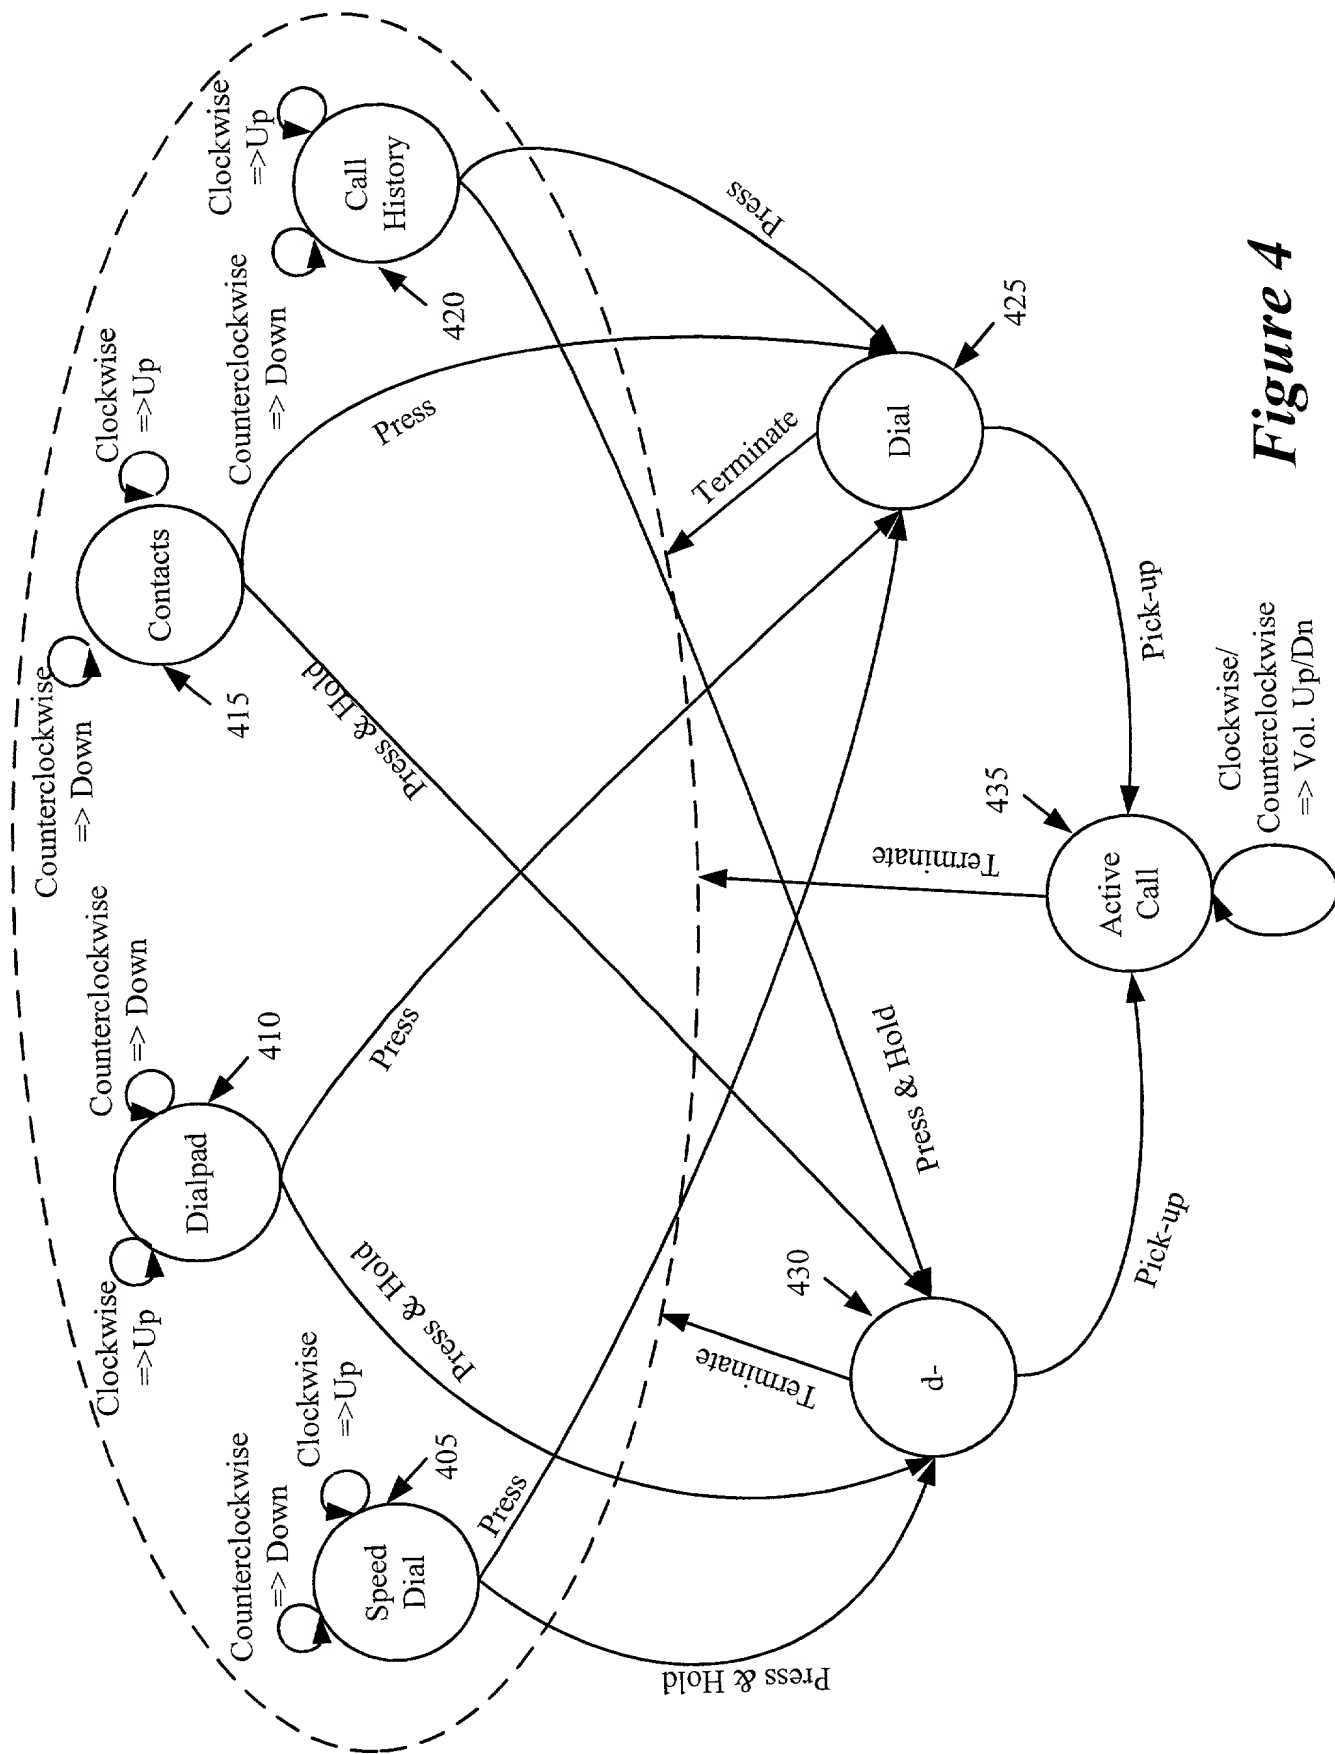 Counterclockwise
=> Down
Clockwise
=>Up
Speed
Dial
405
Clockwise
=>Up
Counterclockwise
=> Down
Dialpad
410
Counterclockwise
=> Down
Clockwise
=>Up
Contacts
415
Counterclockwise
=> Down
Clockwise
=>Up
Call
History
420
Press & Hold
Press
Press & Hold
Press
Press & Hold
Press
Press & Hold
Press
Terminate
Terminate
Terminate
d-
430
Dial
425
Active
Call
435
Pick-up
Pick-up
Clockwise/
Counterclockwise
=> Vol. Up/Dn
Figure 4